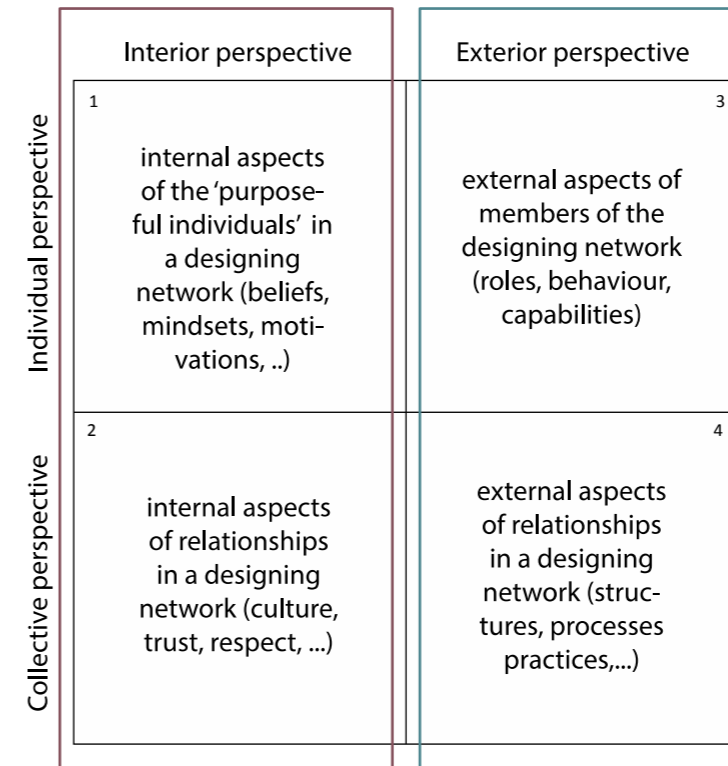 Interior perspective
Exterior perspective
Individual perspective
1
internal aspects
of the 'purpose-
ful individuals' in
a designing
network (beliefs,
mindsets, moti-
vations, ..)
3
external aspects of
members of the
designing network
(roles, behaviour,
capabilities)
Collective perspective
2
internal aspects
of relationships
in a designing
network (culture,
trust, respect, ...)
4
external aspects
of relationships
in a designing
network (struc-
tures, processes
practices,...)